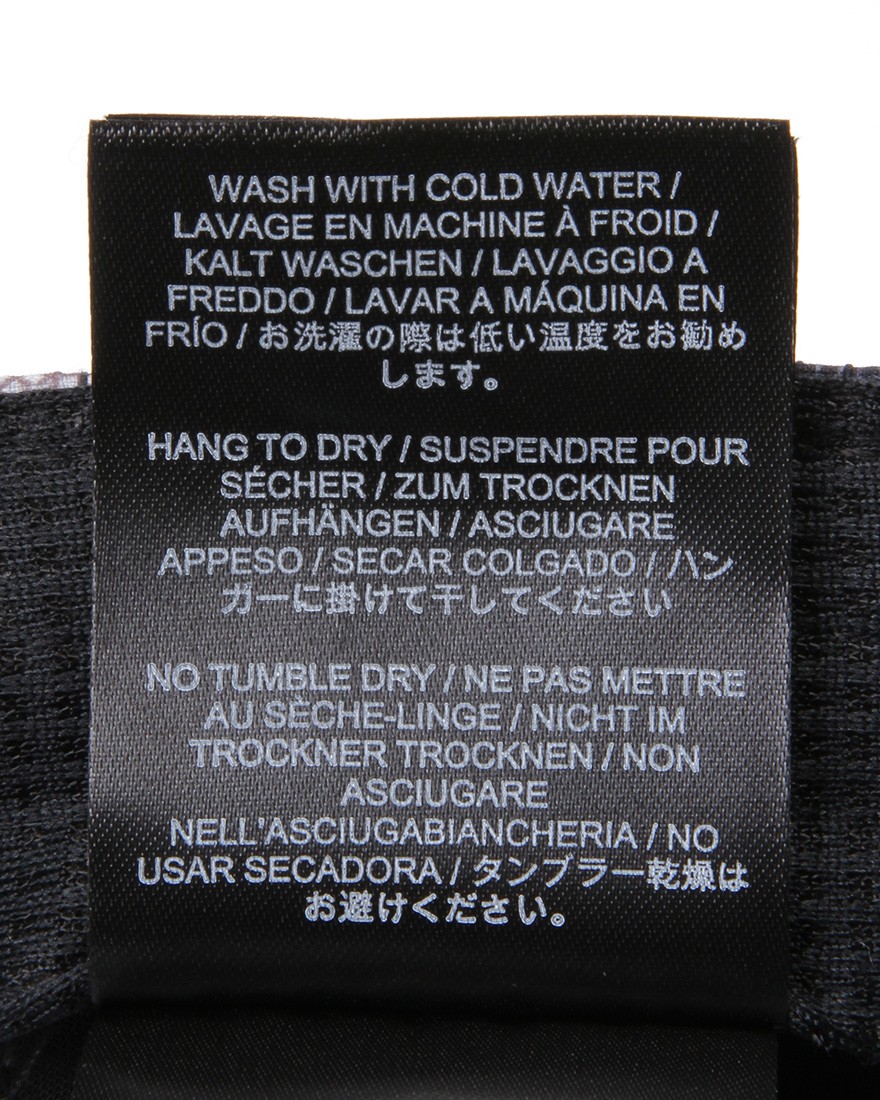 WASH WITH COLD WATER /
LAVAGE EN MACHINE À FROID /
KALT WASCHEN / LAVAGGIO A
FREDDO / LAVAR A MÁQUINA EN
FRÍO / お洗濯の際は低い温度をお勧め
します。
HANG TO DRY / SUSPENDRE POUR
SÉCHER / ZUM TROCKNEN
AUFHÄNGEN / ASCIUGARE
APPESO / SECAR COLGADO / ハン
ガーに掛けて干してください
NO TUMBLE DRY / NE PAS METTRE
AU SÈCHE-LINGE / NICHT IM
TROCKNER TROCKNEN / NON
ASCIUGARE
NELL'ASCIUGABIANCHERIA / NO
USAR SECADORA / タンブラー乾燥は
お避けください。